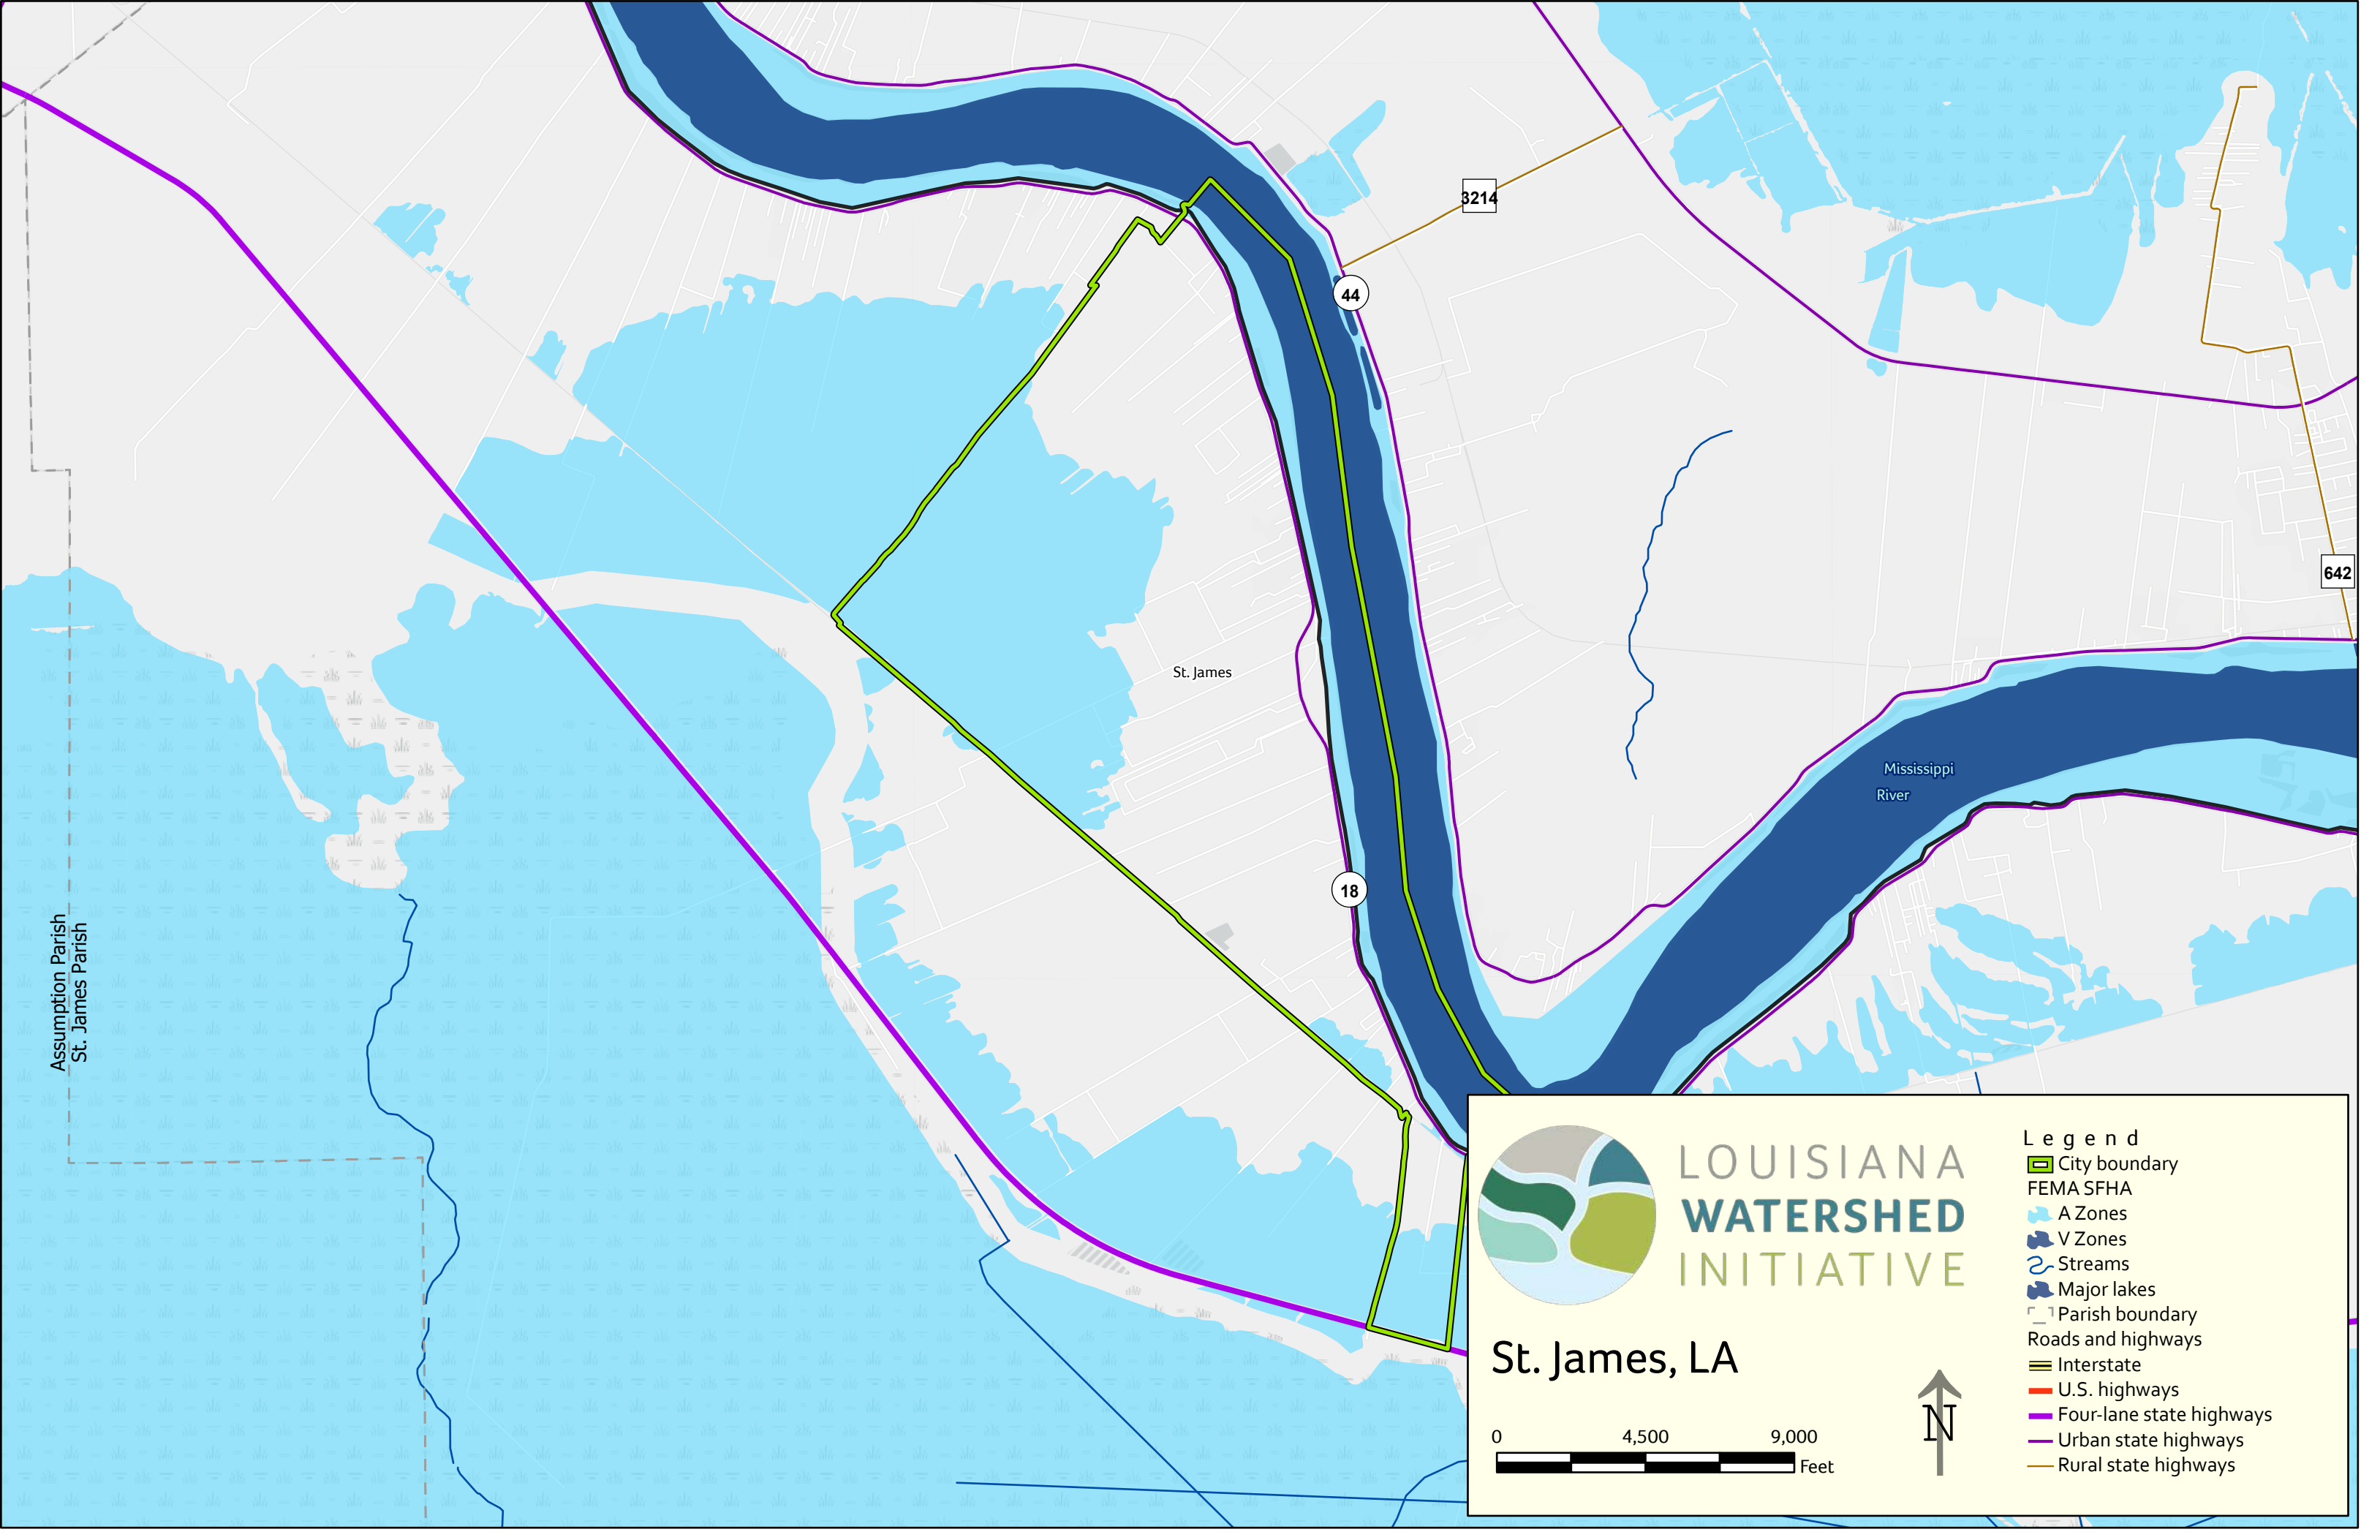 3214
44
642
St. James
Mississippi
River
18
Assumption Parish
St. James Parish
LOUISIANA
WATERSHED
INITIATIVE
St. James, LA
0 4,500 9,000
Feet
N
Legend
City boundary
FEMA SFHA
A Zones
V Zones
Streams
Major lakes
Parish boundary
Roads and highways
Interstate
U.S. highways
Four-lane state highways
Urban state highways
Rural state highways